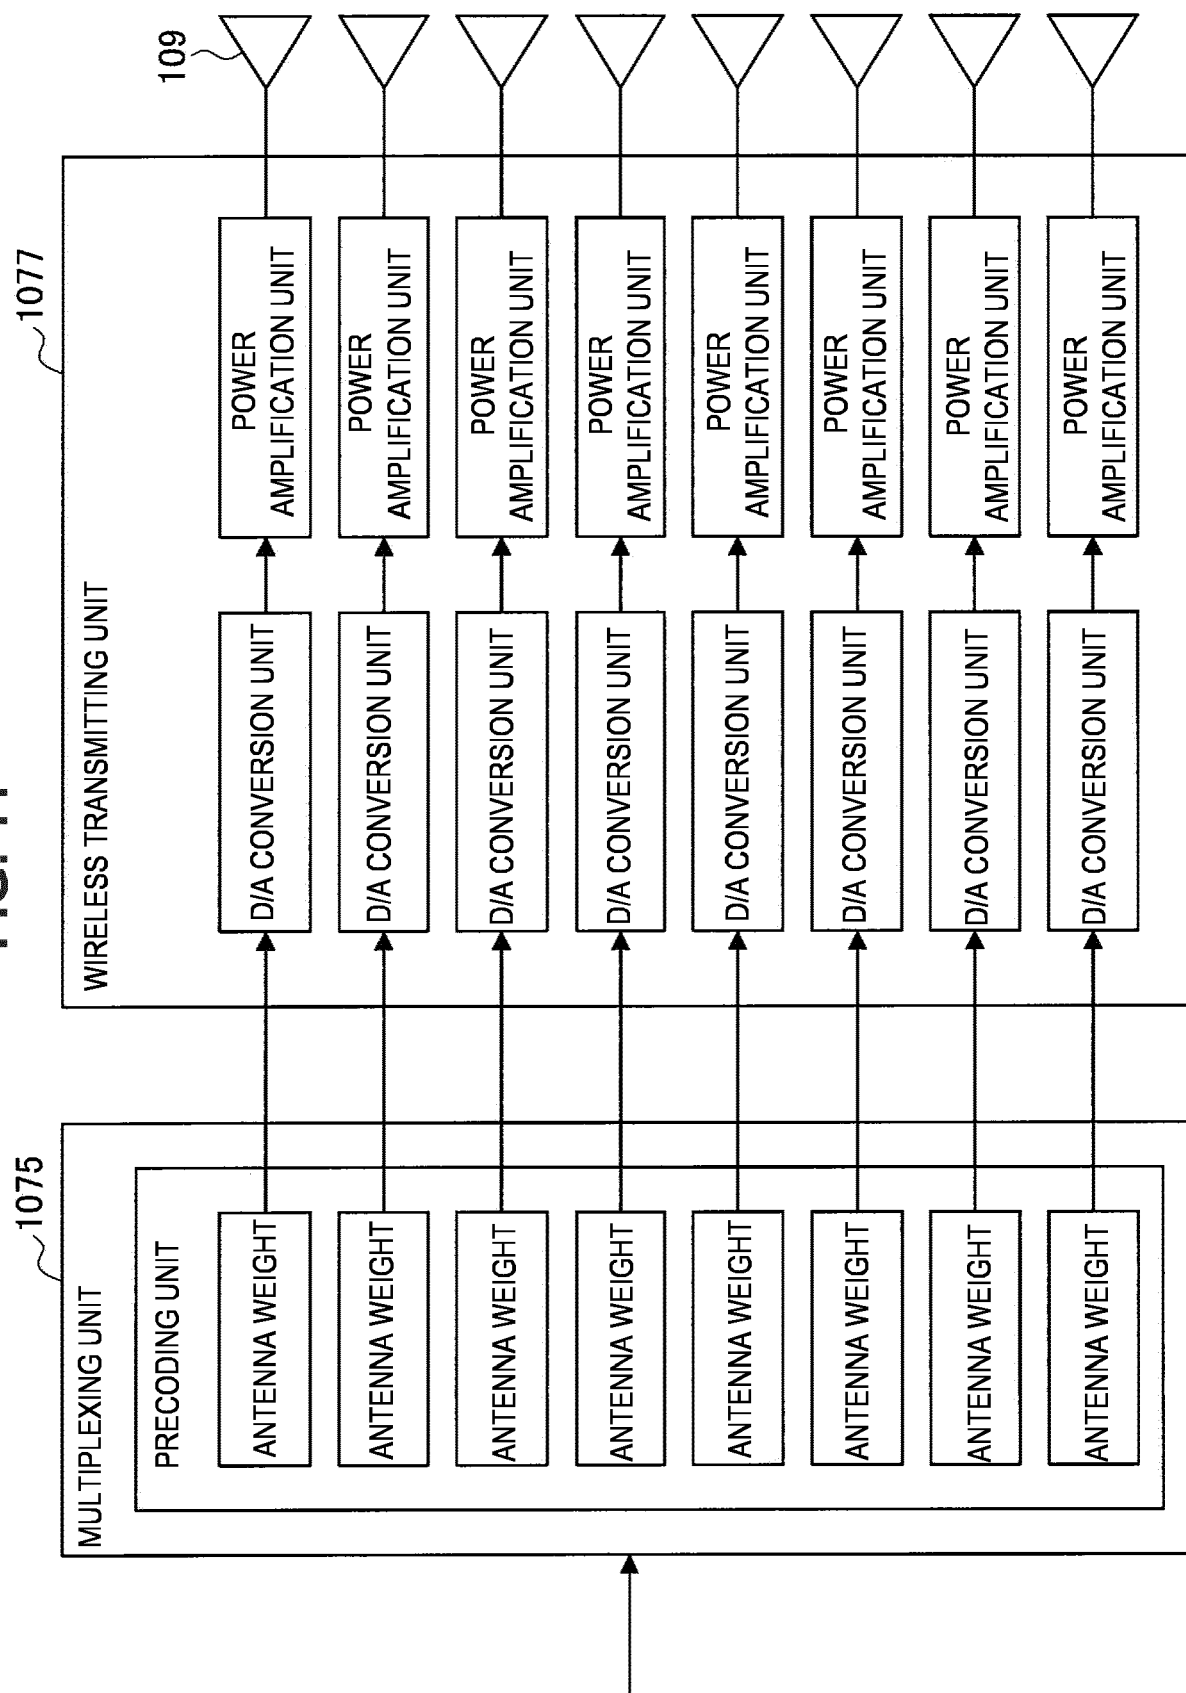 1075
1077
MULTIPLEXING UNIT
WIRELESS TRANSMITTING UNIT
PRECODING UNIT
109
ANTENNA WEIGHT
D/A CONVERSION UNIT
POWER
AMPLIFICATION UNIT
ANTENNA WEIGHT
D/A CONVERSION UNIT
POWER
AMPLIFICATION UNIT
ANTENNA WEIGHT
D/A CONVERSION UNIT
POWER
AMPLIFICATION UNIT
ANTENNA WEIGHT
D/A CONVERSION UNIT
POWER
AMPLIFICATION UNIT
ANTENNA WEIGHT
D/A CONVERSION UNIT
POWER
AMPLIFICATION UNIT
ANTENNA WEIGHT
D/A CONVERSION UNIT
POWER
AMPLIFICATION UNIT
ANTENNA WEIGHT
D/A CONVERSION UNIT
POWER
AMPLIFICATION UNIT
ANTENNA WEIGHT
D/A CONVERSION UNIT
POWER
AMPLIFICATION UNIT